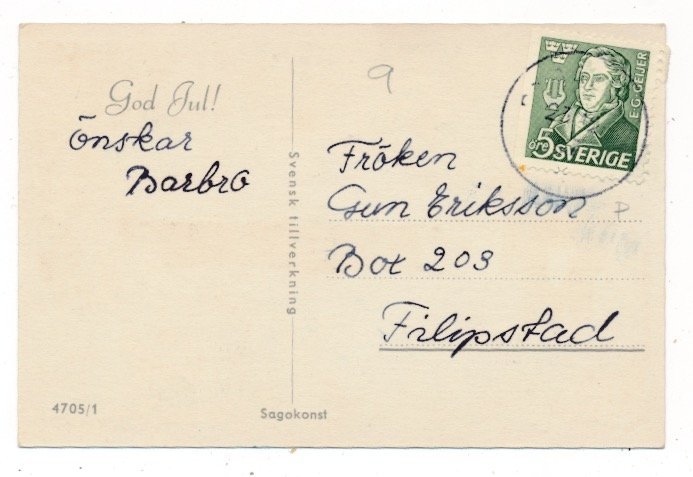 God Jul!
Önskar
Barbro
Svensk tillverkning
9
E·G·GEIJER
5
öre
SVERIGE
Fröken
Gun Eriksson
P
Box 203
Filipstad
4705/1
Sagokonst